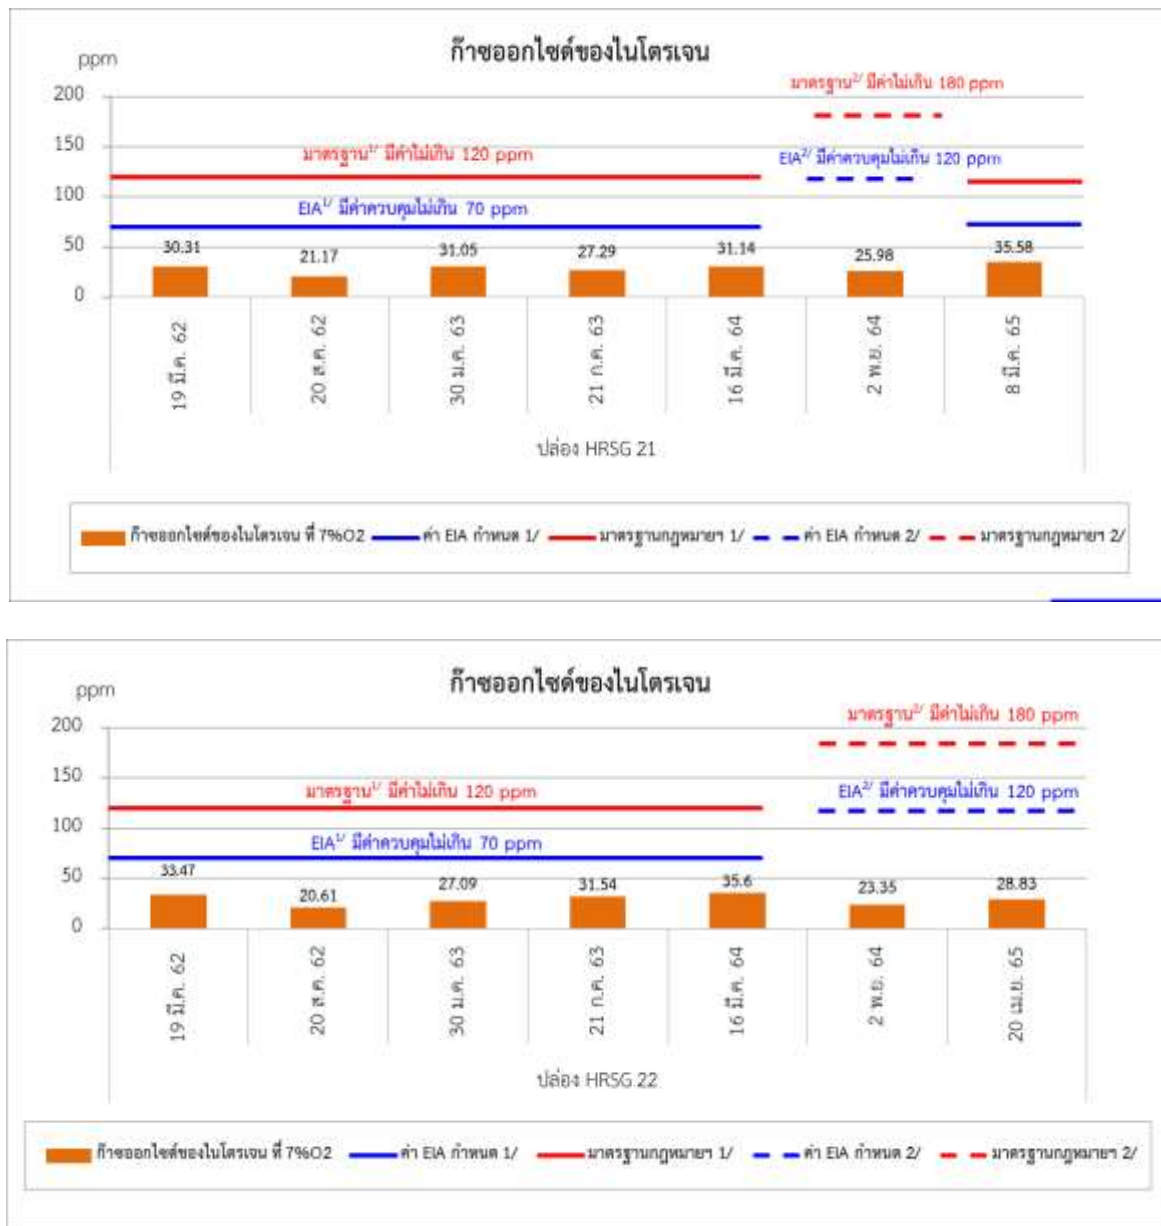 ก๊าซออกไซด์ของไนโตรเจน
ppm
มาตรฐาน2/ มีค่าไม่เกิน 180 ppm
200
150
มาตรฐาน1/ มีค่าไม่เกิน 120 ppm
EIA2/ มีค่าควบคุมไม่เกิน 120 ppm
100
EIA1/ มีค่าควบคุมไม่เกิน 70 ppm
50
30.31 21.17 31.05 27.29 31.14 25.98 35.58
0
19 มี.ค. 62 20 ส.ค. 62 30 ม.ค. 63 21 ก.ค. 63 16 มี.ค. 64 2 พ.ย. 64 8 มี.ค. 65
ปล่อง HRSG 21
ก๊าซออกไซด์ของไนโตรเจน ที่ 7%O2 ค่า EIA กำหนด 1/ มาตรฐานกฎหมายฯ 1/ ค่า EIA กำหนด 2/ มาตรฐานกฎหมายฯ 2/
ก๊าซออกไซด์ของไนโตรเจน
ppm
มาตรฐาน2/ มีค่าไม่เกิน 180 ppm
200
150
มาตรฐาน1/ มีค่าไม่เกิน 120 ppm
EIA2/ มีค่าควบคุมไม่เกิน 120 ppm
100
EIA1/ มีค่าควบคุมไม่เกิน 70 ppm
50
33.47 20.61 27.09 31.54 35.6 23.35 28.83
0
19 มี.ค. 62 20 ส.ค. 62 30 ม.ค. 63 21 ก.ค. 63 16 มี.ค. 64 2 พ.ย. 64 20 เม.ย. 65
ปล่อง HRSG 22
ก๊าซออกไซด์ของไนโตรเจน ที่ 7%O2 ค่า EIA กำหนด 1/ มาตรฐานกฎหมายฯ 1/ ค่า EIA กำหนด 2/ มาตรฐานกฎหมายฯ 2/